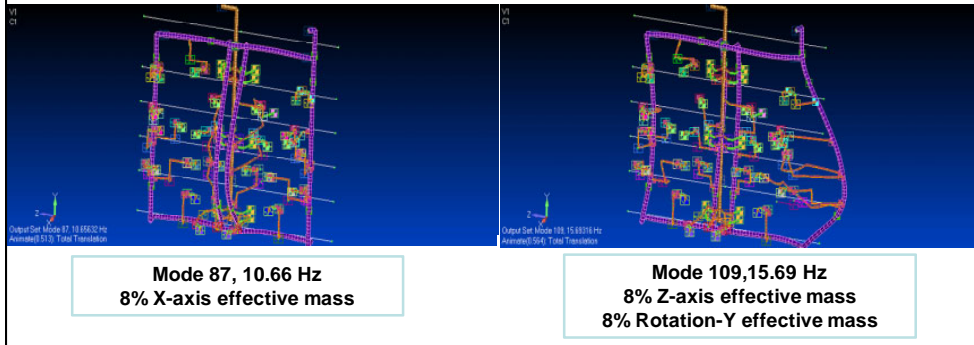 V1
C1
Y
Z
X
Output Set: Mode 87, 10.65632 Hz
Animate(0.513): Total Translation
Mode 87, 10.66 Hz
8% X-axis effective mass
V1
C1
Y
Z
Output Set: Mode 109, 15.69316 Hz
Animate(0.564): Total Translation
Mode 109,15.69 Hz
8% Z-axis effective mass
8% Rotation-Y effective mass